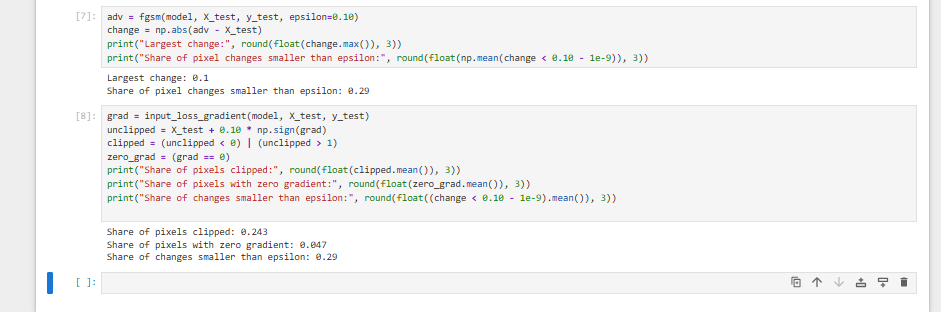 [7]: adv = fgsm(model, X_test, y_test, epsilon=0.10)
change = np.abs(adv - X_test)
print("Largest change:", round(float(change.max()), 3))
print("Share of pixel changes smaller than epsilon:", round(float(np.mean(change < 0.10 - 1e-9)), 3))
Largest change: 0.1
Share of pixel changes smaller than epsilon: 0.29
[8]: grad = input_loss_gradient(model, X_test, y_test)
unclipped = X_test + 0.10 * np.sign(grad)
clipped = (unclipped < 0) | (unclipped > 1)
zero_grad = (grad == 0)
print("Share of pixels clipped:", round(float(clipped.mean()), 3))
print("Share of pixels with zero gradient:", round(float(zero_grad.mean()), 3))
print("Share of changes smaller than epsilon:", round(float((change < 0.10 - 1e-9).mean()), 3))
Share of pixels clipped: 0.243
Share of pixels with zero gradient: 0.047
Share of changes smaller than epsilon: 0.29
[ ]: